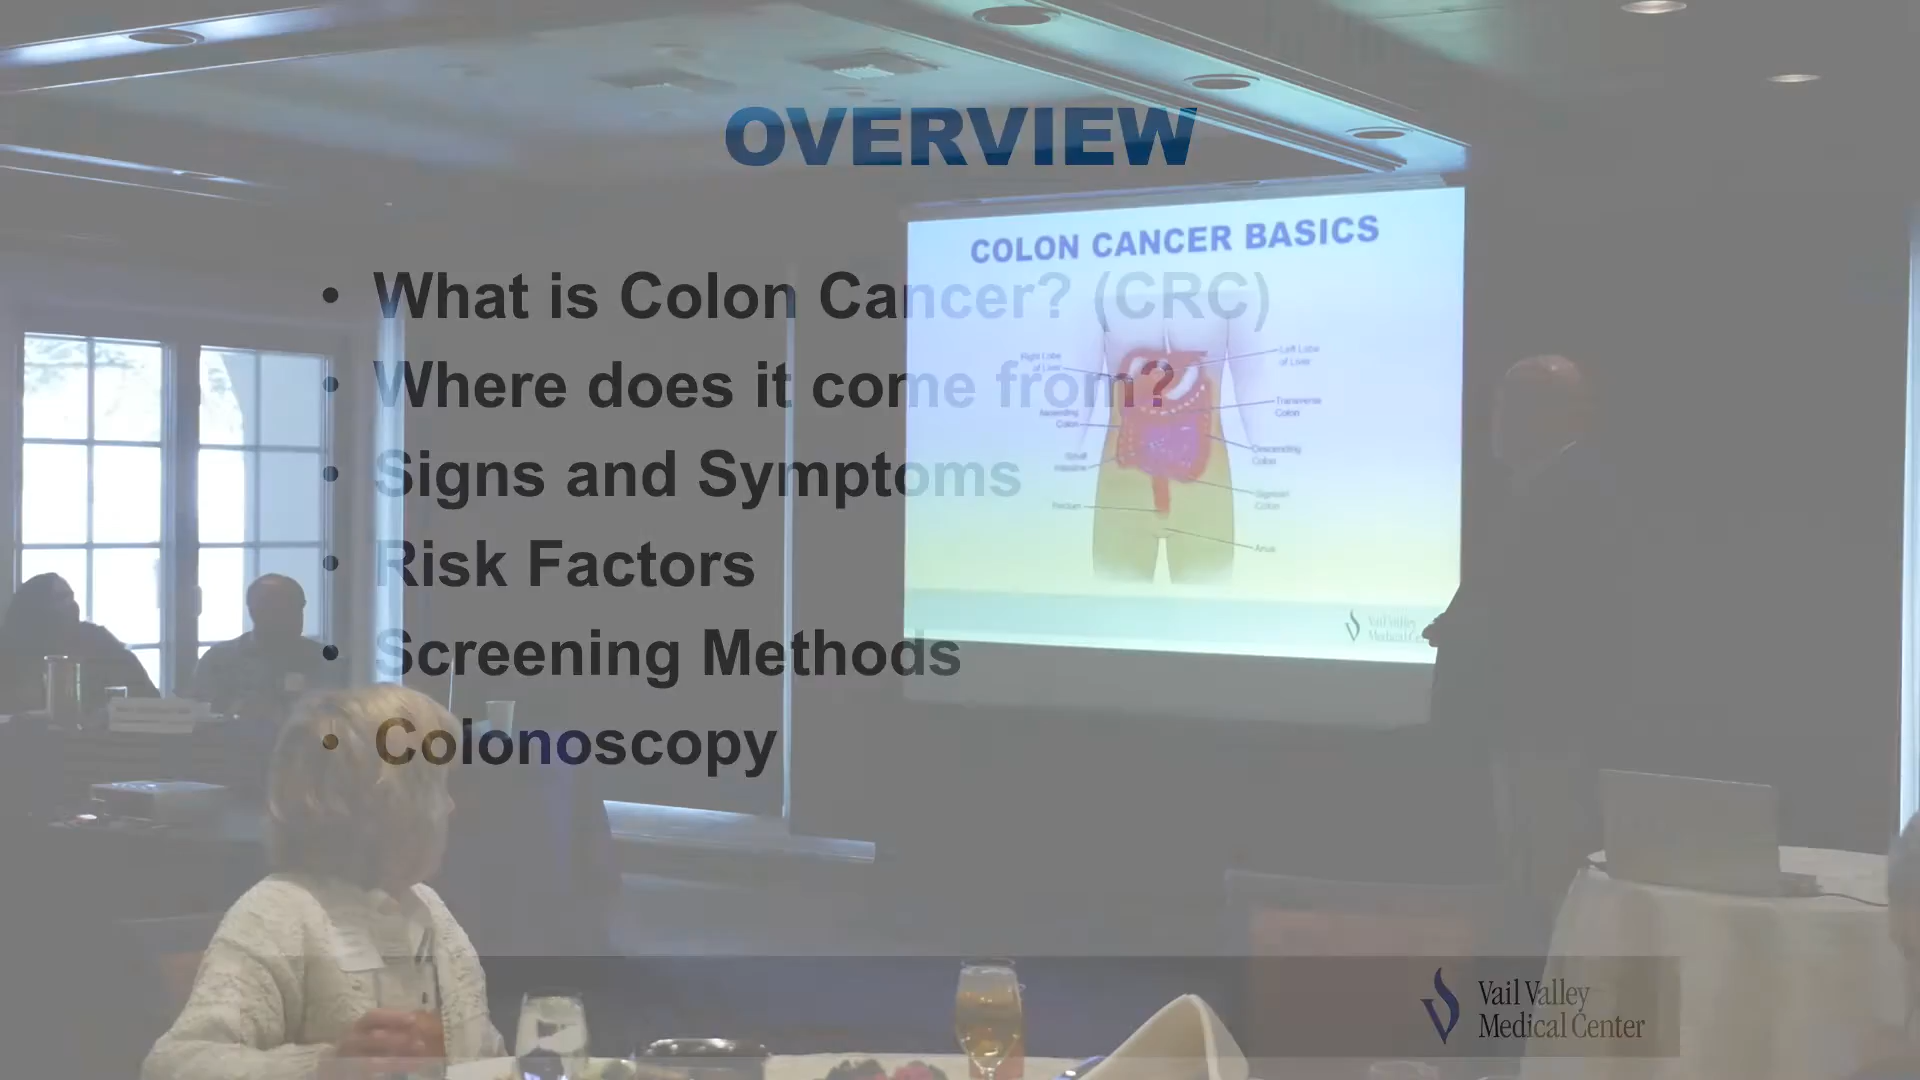 OVERVIEW
COLON CANCER BASICS
• What is Colon Cancer? (CRC)
• Where does it come from?
• Signs and Symptoms
• Risk Factors
• Screening Methods
• Colonoscopy
Right Lobe
of Liver
Ascending
Colon
Small
Intestine
Rectum
Left Lobe
of Liver
Transverse
Colon
Descending
Colon
Sigmoid
Colon
Anus
Vail Valley
Vail Valley
Medical Center